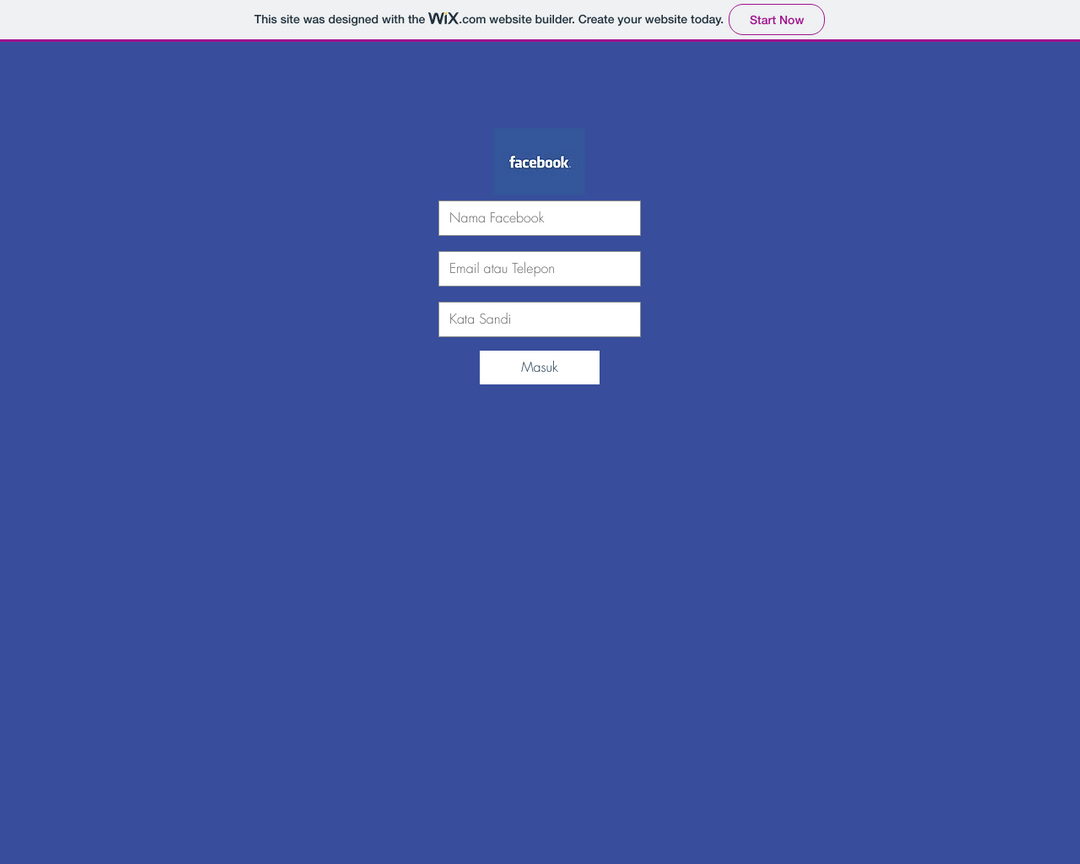 This site was designed with the WiX.com website builder. Create your website today. Start Now
facebook.
Nama Facebook
Email atau Telepon
Kata Sandi
Masuk